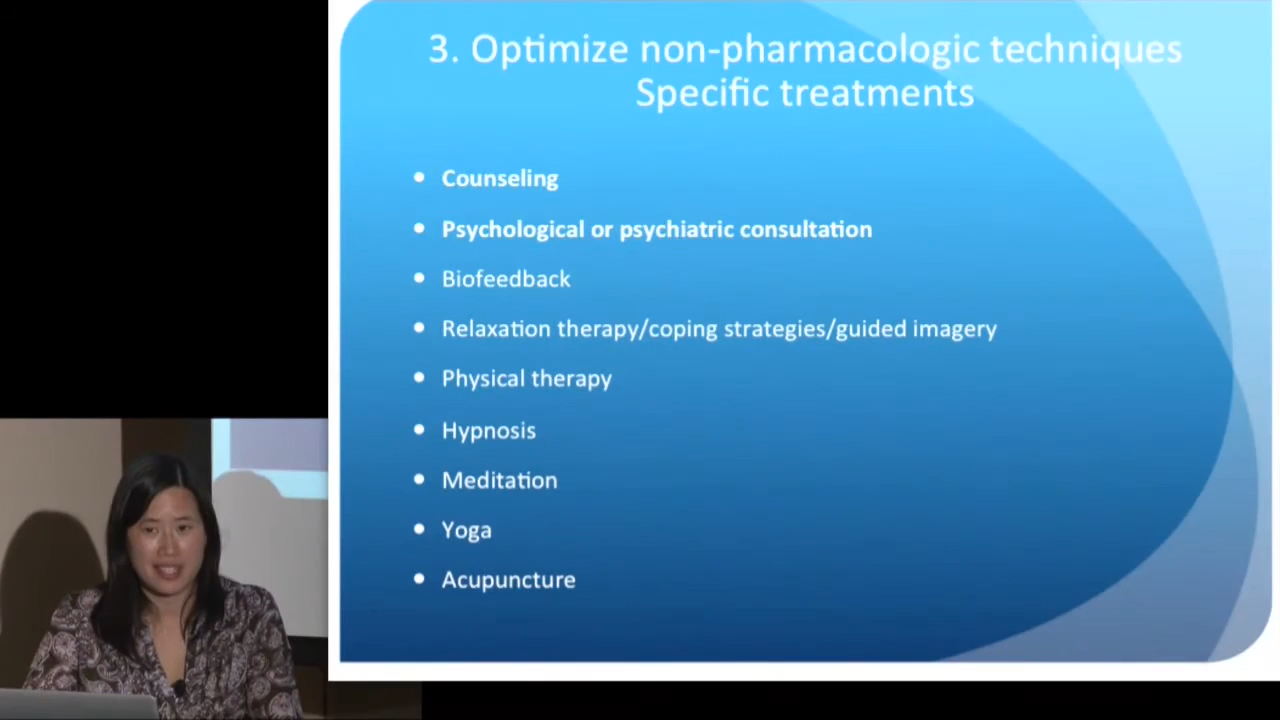 3. Optimize non-pharmacologic techniques
Specific treatments
Counseling
Psychological or psychiatric consultation
Biofeedback
Relaxation therapy/coping strategies/guided imagery
Physical therapy
Hypnosis
Meditation
Yoga
Acupuncture